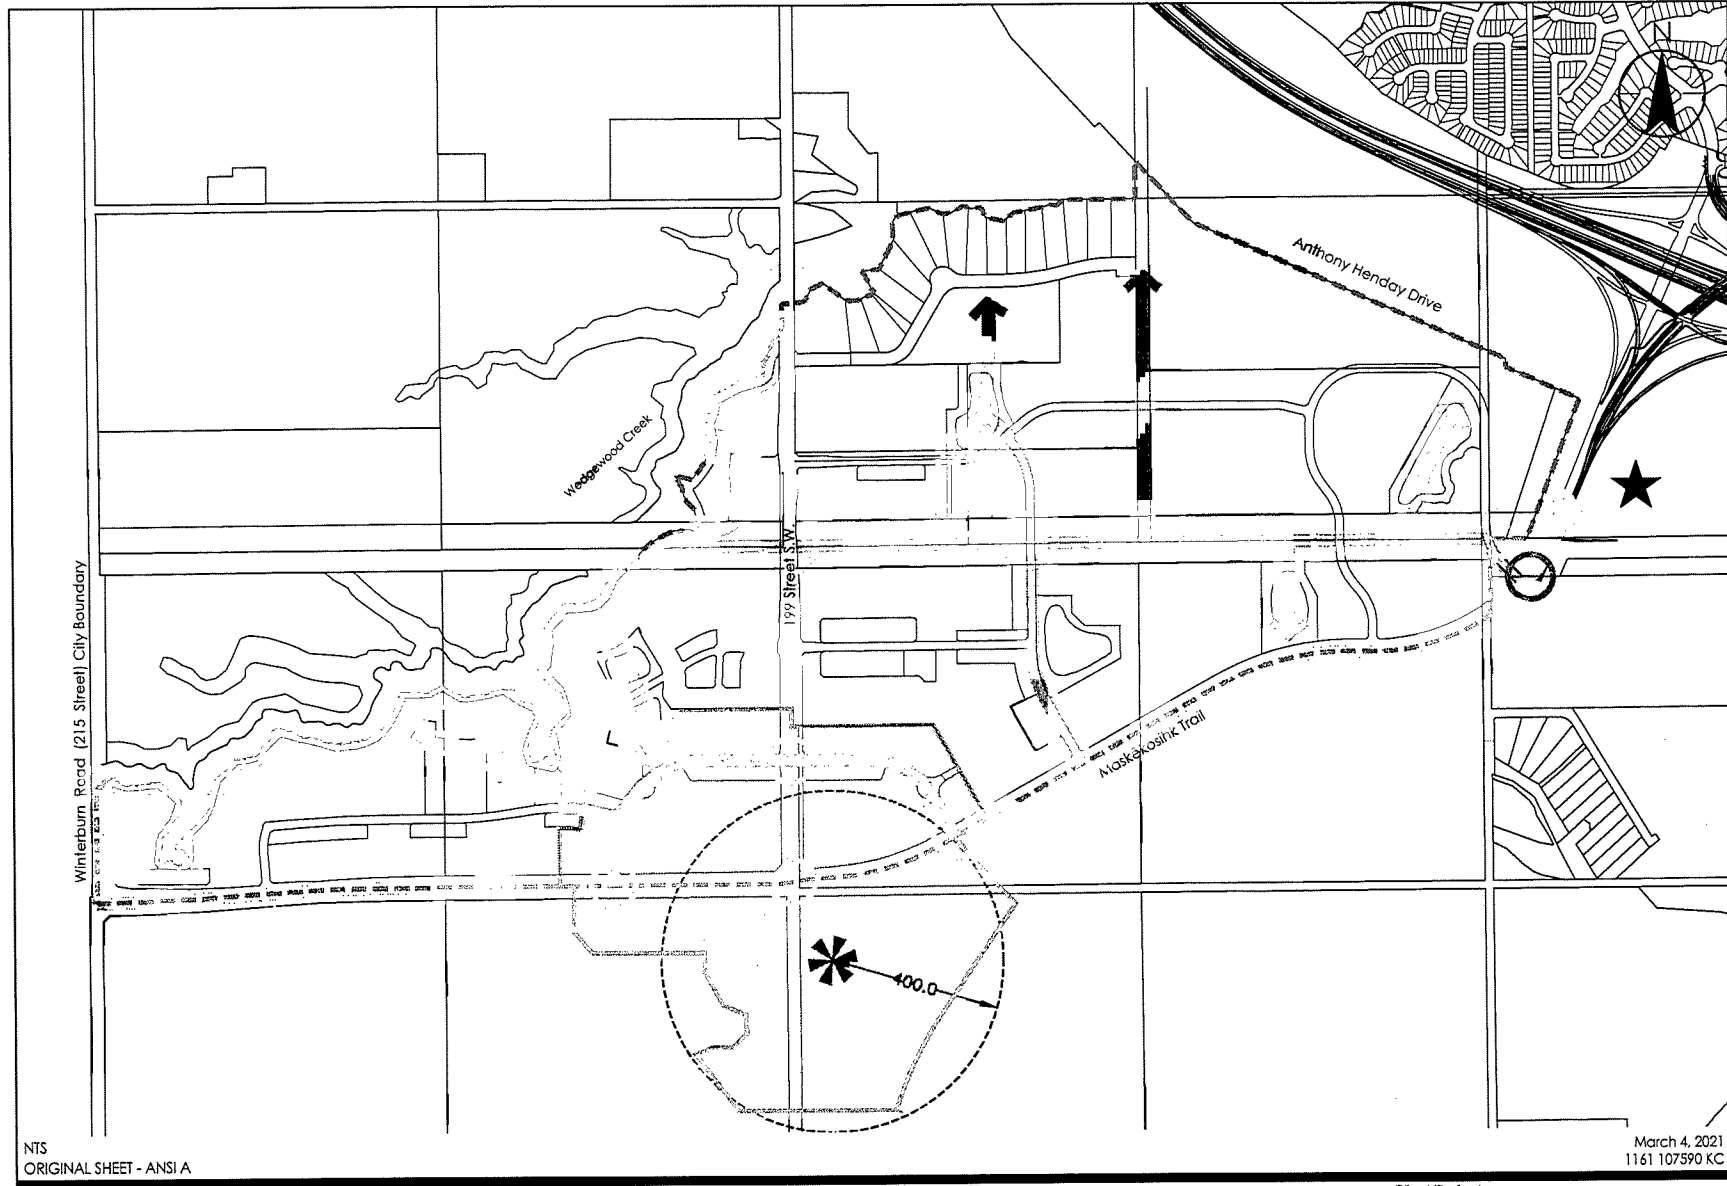 N
Anthony Henday Drive
Wedgewood Creek
199 Street S.W.
Winterburn Road (215 Street) City Boundary
Maskekosihk Trail
400.0
NTS
ORIGINAL SHEET - ANSI A
March 4, 2021
1161 107590 KC